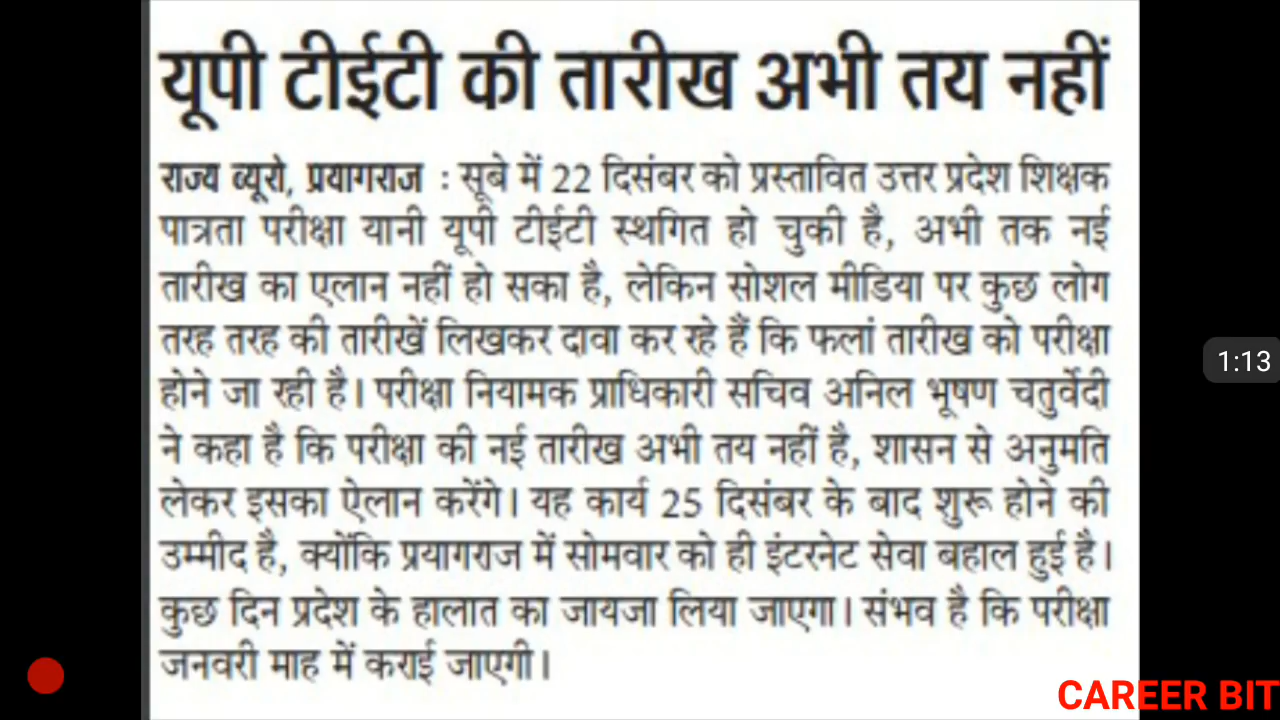 यूपी टीईटी की तारीख अभी तय नहीं
राज्य ब्यूरो, प्रयागराज : सूबे में 22 दिसंबर को प्रस्तावित उत्तर प्रदेश शिक्षक
पात्रता परीक्षा यानी यूपी टीईटी स्थगित हो चुकी है, अभी तक नई
तारीख का एलान नहीं हो सका है, लेकिन सोशल मीडिया पर कुछ लोग
तरह तरह की तारीखें लिखकर दावा कर रहे हैं कि फलां तारीख को परीक्षा
होने जा रही है। परीक्षा नियामक प्राधिकारी सचिव अनिल भूषण चतुर्वेदी
ने कहा है कि परीक्षा की नई तारीख अभी तय नहीं है, शासन से अनुमति
लेकर इसका ऐलान करेंगे। यह कार्य 25 दिसंबर के बाद शुरू होने की
उम्मीद है, क्योंकि प्रयागराज में सोमवार को ही इंटरनेट सेवा बहाल हुई है।
कुछ दिन प्रदेश के हालात का जायजा लिया जाएगा। संभव है कि परीक्षा
जनवरी माह में कराई जाएगी।
1:13
CAREER BIT